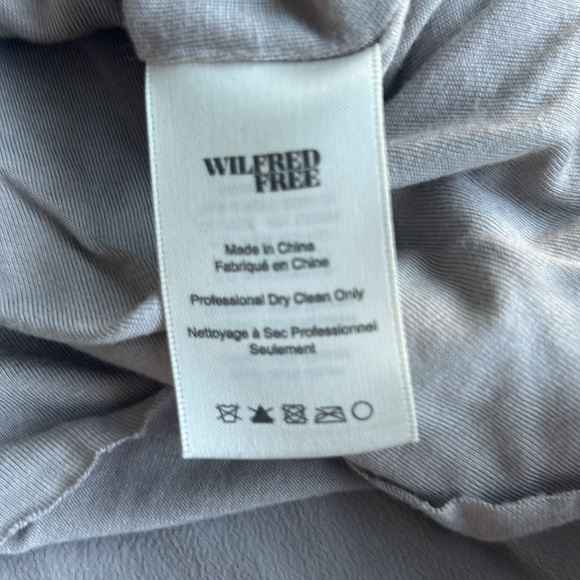 WILFRED
FREE
Made in China
Fabriqué en Chine
Professional Dry Clean Only
Nettoyage à Sec Professionnel
Seulement